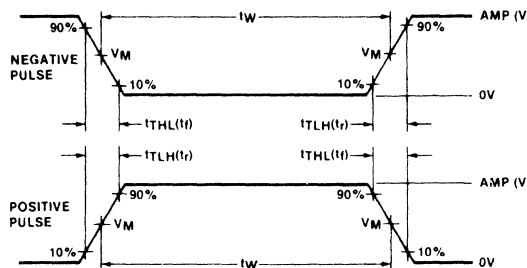 tW
90%
90%
AMP (V
NEGATIVE
PULSE
VM
VM
10%
10%
0V
tTHL(tf)
tTLH(tr)
tTLH(tr)
tTHL(tf)
90%
90%
AMP (V
POSITIVE
PULSE
VM
VM
10%
10%
tW
0V